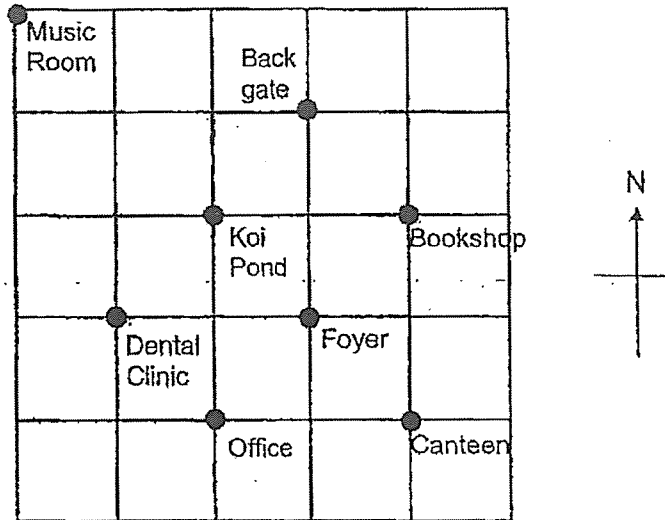 Music
Room
Back
gate
N
Koi
Pond
Bookshop
Dental
Clinic
Foyer
Office
Canteen